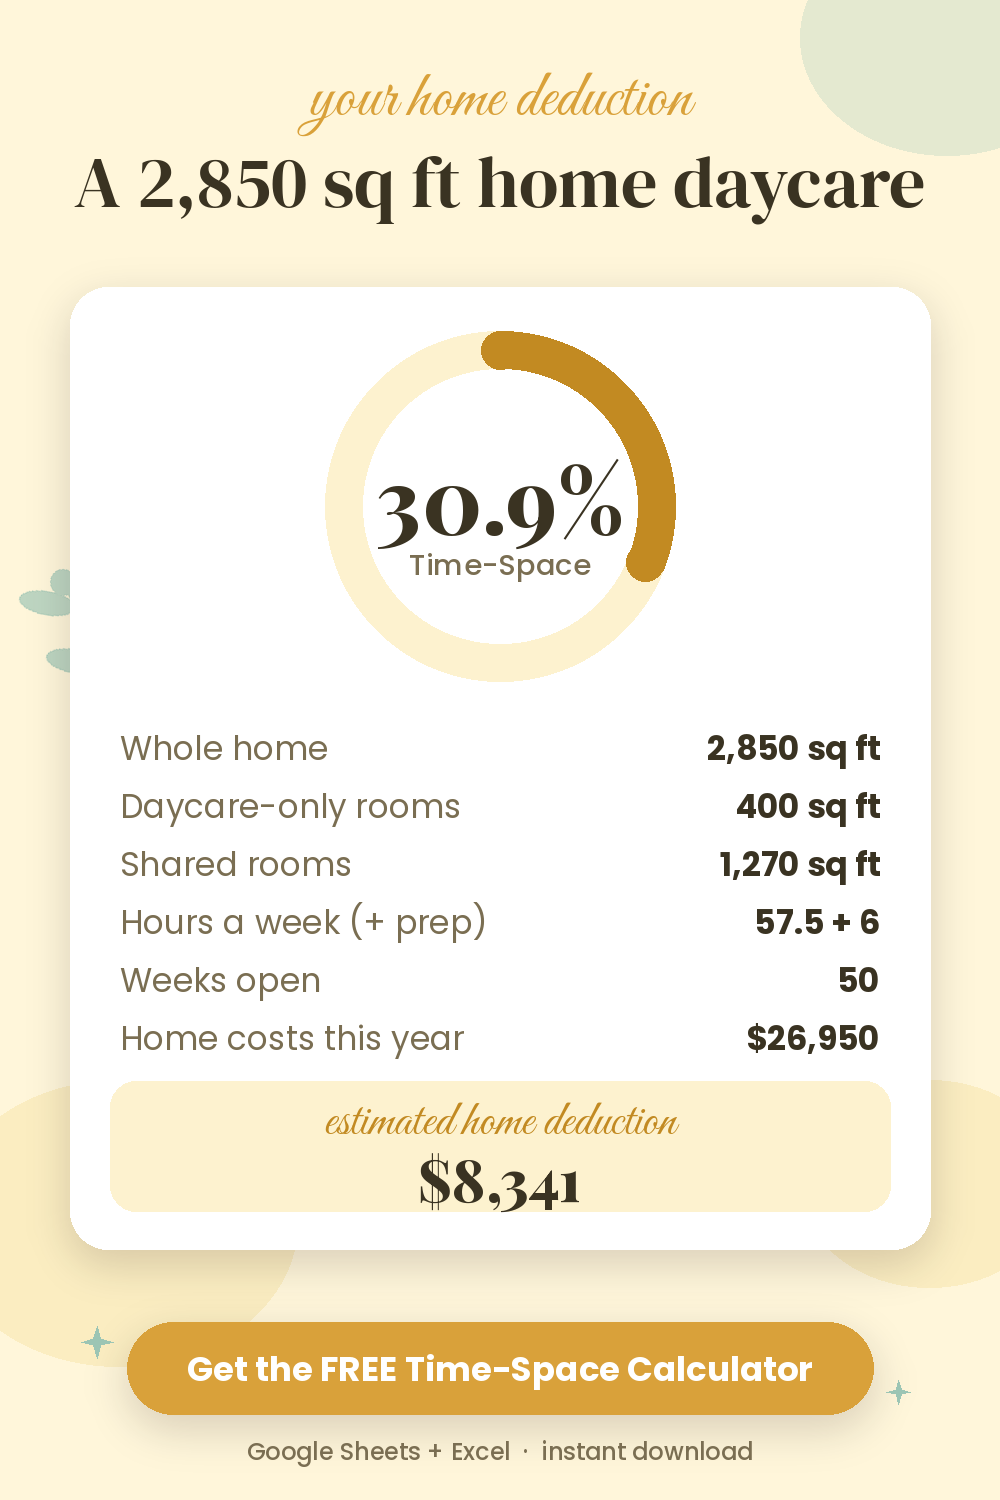 your home deduction
A 2,850 sq ft home daycare
30.9%
Time-Space
Whole home 2,850 sq ft
Daycare-only rooms 400 sq ft
Shared rooms 1,270 sq ft
Hours a week (+ prep) 57.5 + 6
Weeks open 50
Home costs this year $26,950
estimated home deduction
$8,341
Get the FREE Time-Space Calculator
Google Sheets + Excel · instant download